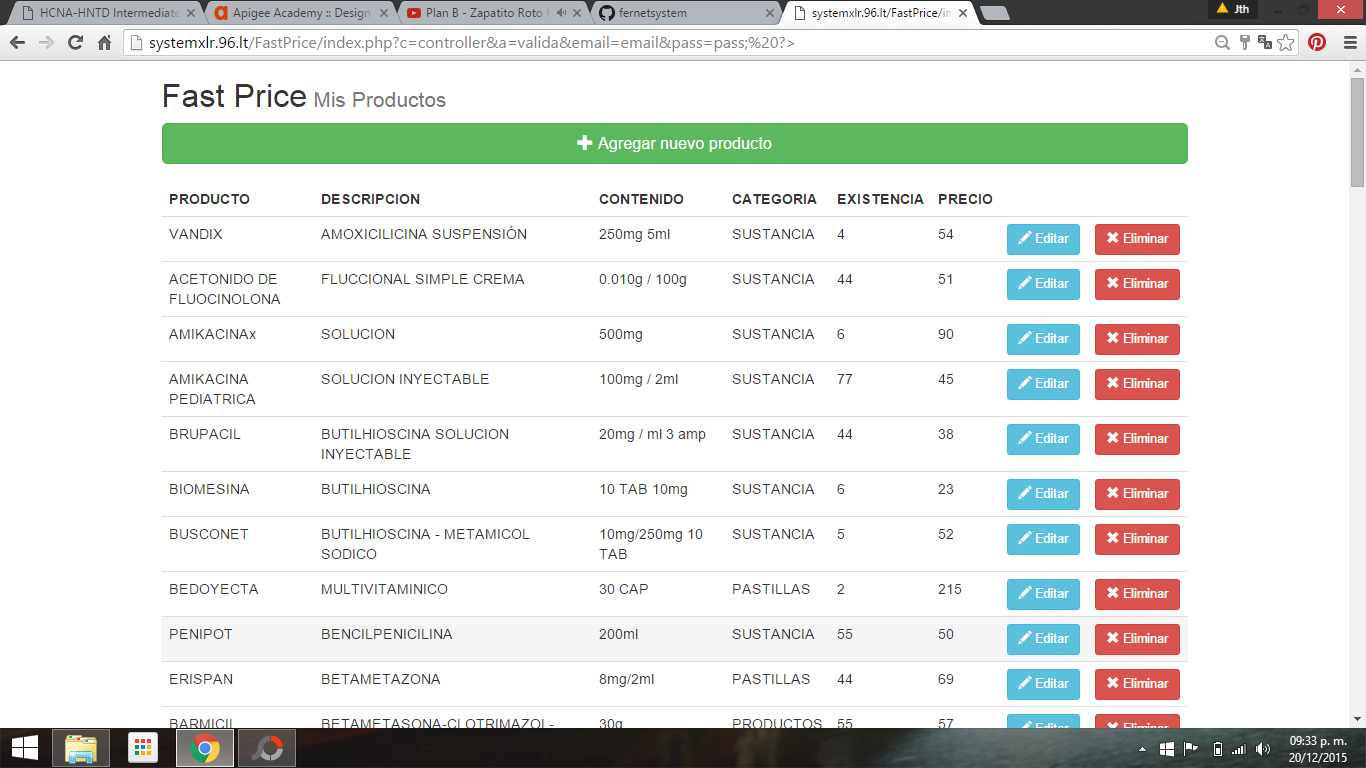 HCNA-HNTD Intermediate
Apigee Academy :: Design
Plan B - Zapatito Roto
fernetsystem
systemxlr.96.lt/FastPrice/in
Jth
systemxlr.96.lt/FastPrice/index.php?c=controller&a=valida&email=email&pass=pass;%20?>
Fast Price Mis Productos
Agregar nuevo producto
PRODUCTO DESCRIPCION CONTENIDO CATEGORIA EXISTENCIA PRECIO
VANDIX AMOXICILICINA SUSPENSIÓN 250mg 5ml SUSTANCIA 4 54 Editar Eliminar
ACETONIDO DE FLUCCIONAL SIMPLE CREMA 0.010g / 100g SUSTANCIA 44 51 Editar Eliminar
FLUOCINOLONA
AMIKACINAx SOLUCION 500mg SUSTANCIA 6 90 Editar Eliminar
AMIKACINA SOLUCION INYECTABLE 100mg / 2ml SUSTANCIA 77 45 Editar Eliminar
PEDIATRICA
BRUPACIL BUTILHIOSCINA SOLUCION 20mg / ml 3 amp SUSTANCIA 44 38 Editar Eliminar
INYECTABLE
BIOMESINA BUTILHIOSCINA 10 TAB 10mg SUSTANCIA 6 23 Editar Eliminar
BUSCONET BUTILHIOSCINA - METAMICOL 10mg/250mg 10 SUSTANCIA 5 52 Editar Eliminar
SODICO TAB
BEDOYECTA MULTIVITAMINICO 30 CAP PASTILLAS 2 215 Editar Eliminar
PENIPOT BENCILPENICILINA 200ml SUSTANCIA 55 50 Editar Eliminar
ERISPAN BETAMETAZONA 8mg/2ml PASTILLAS 44 69 Editar Eliminar
BARMICIL BETAMETASONA-CLOTRIMAZOL- 30g PRODUCTOS 55 57 Editar Eliminar
09:33 p. m.
20/12/2015